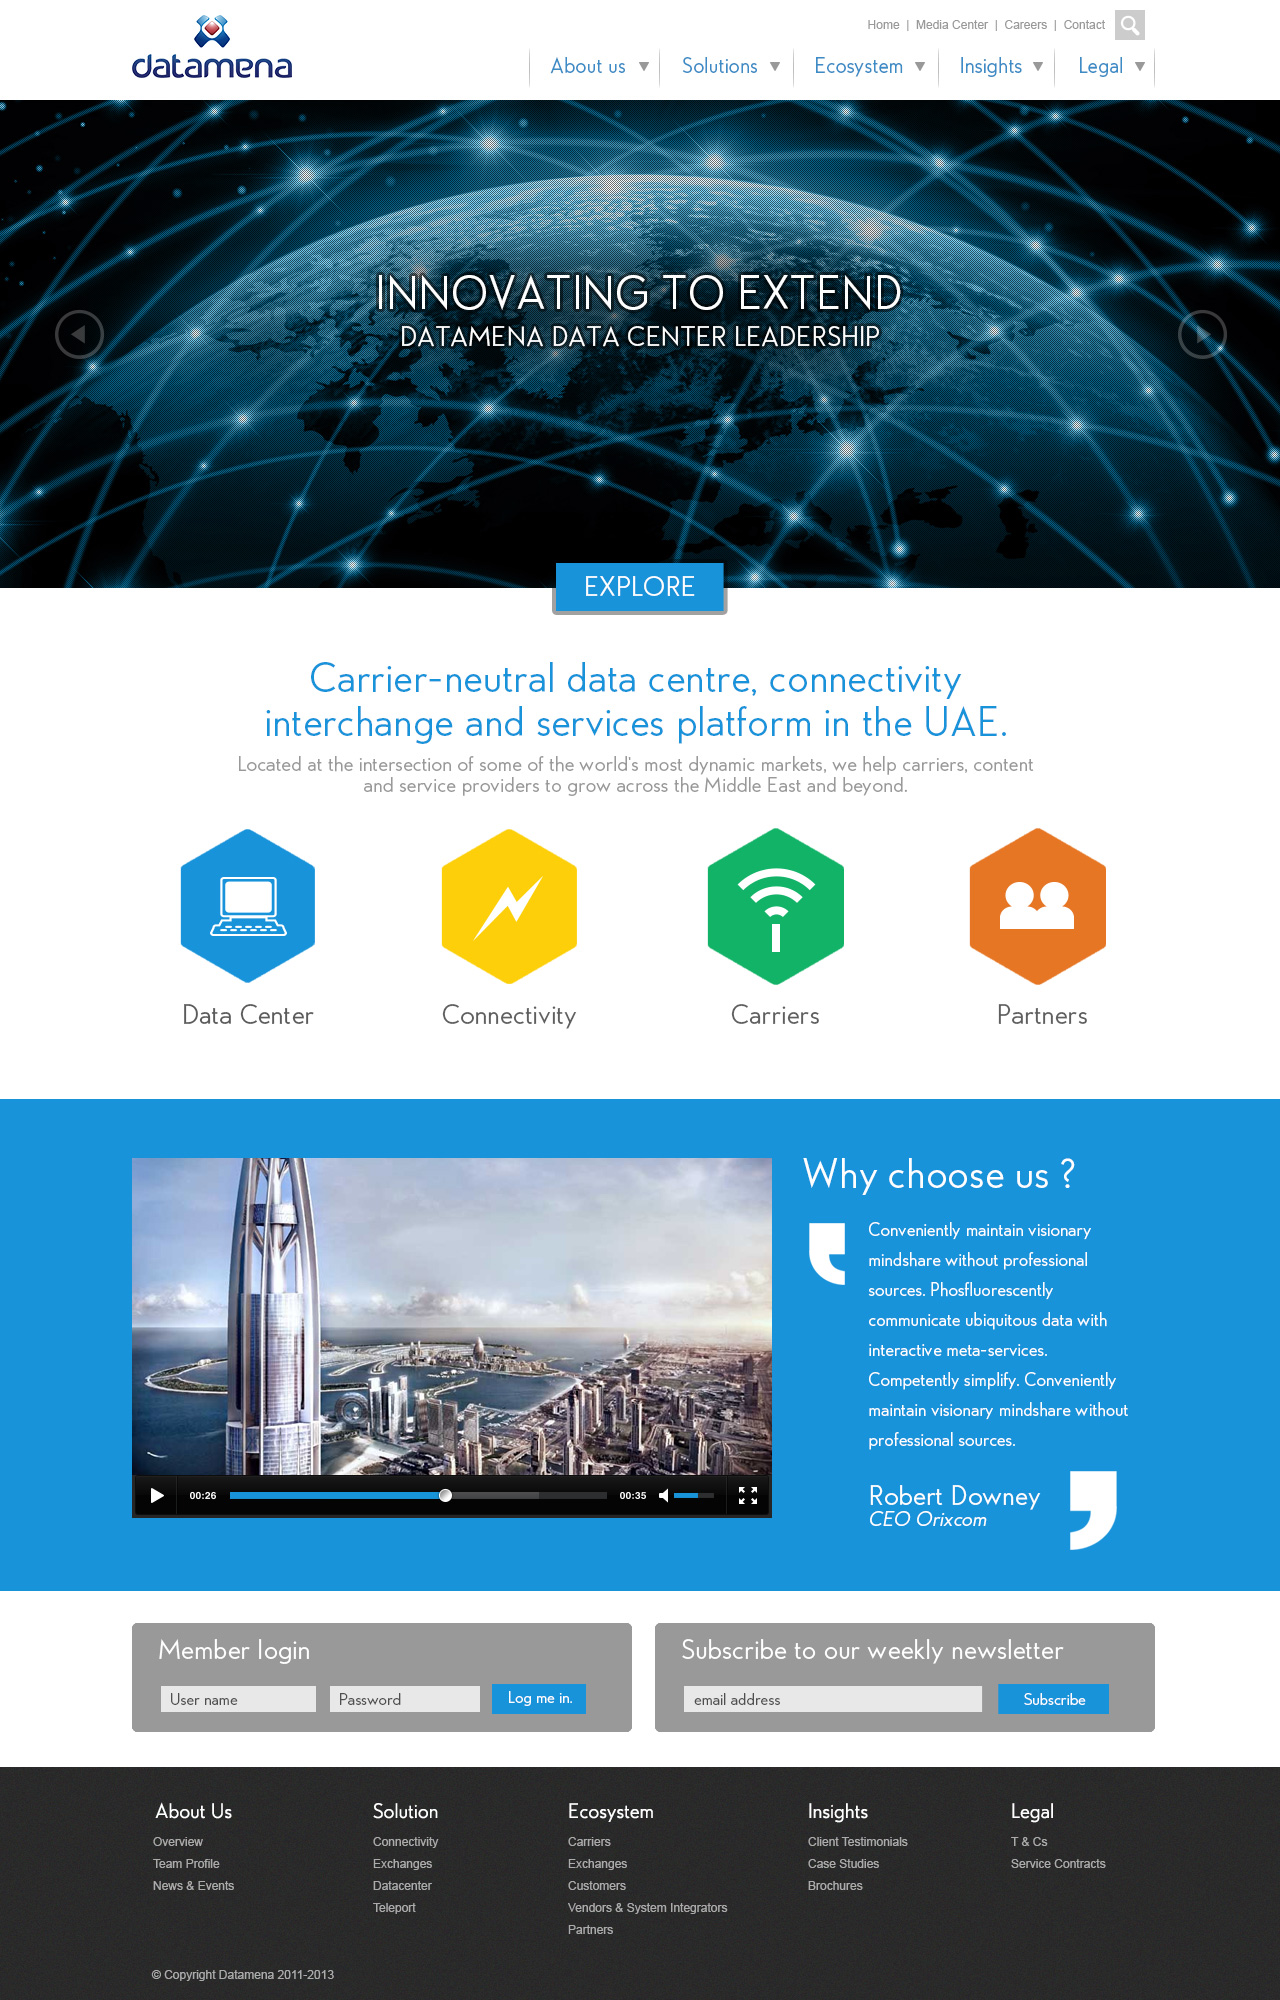 Home | Media Center | Careers | Contact
datamena
About us Solutions Ecosystem Insights Legal
INNOVATING TO EXTEND
DATAMENA DATA CENTER LEADERSHIP
EXPLORE
Carrier-neutral data centre, connectivity
interchange and services platform in the UAE.
Located at the intersection of some of the world's most dynamic markets, we help carriers, content
and service providers to grow across the Middle East and beyond.
Data Center
Connectivity
Carriers
Partners
00:26
00:35
Why choose us ?
Conveniently maintain visionary
mindshare without professional
sources. Phosfluorescently
communicate ubiquitous data with
interactive meta-services.
Competently simplify. Conveniently
maintain visionary mindshare without
professional sources.
Robert Downey
CEO Orixcom
Member login
User name
Password
Log me in.
Subscribe to our weekly newsletter
email address
Subscribe
About Us
Overview
Team Profile
News & Events
Solution
Connectivity
Exchanges
Datacenter
Teleport
Ecosystem
Carriers
Exchanges
Customers
Vendors & System Integrators
Partners
Insights
Client Testimonials
Case Studies
Brochures
Legal
T & Cs
Service Contracts
© Copyright Datamena 2011-2013